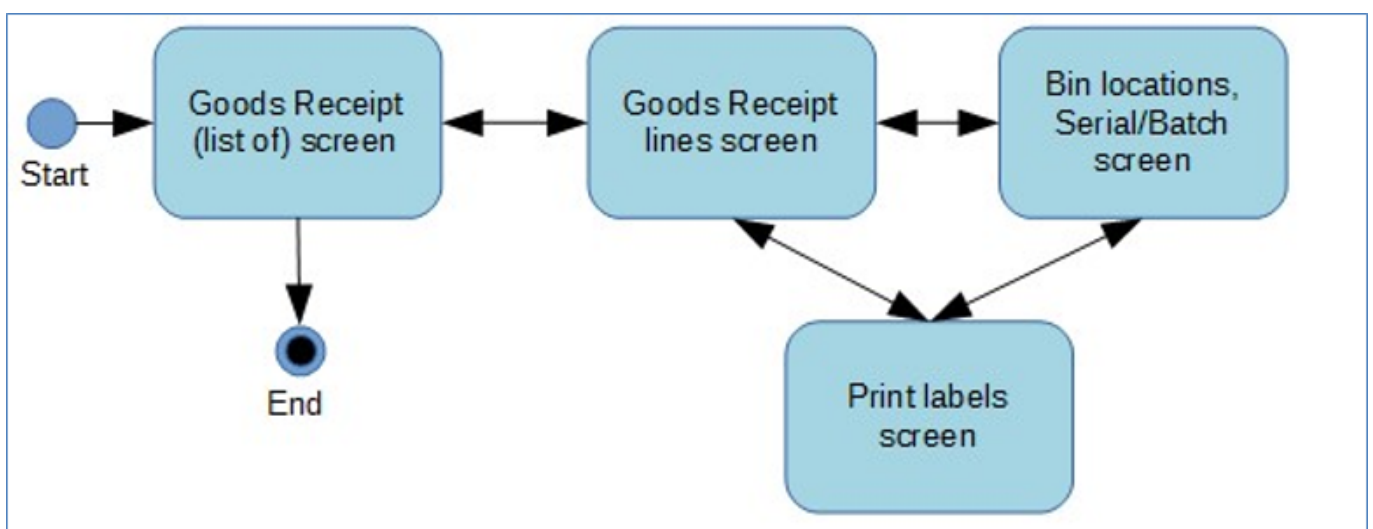 Start
Goods Receipt
(list of) screen
Goods Receipt
lines screen
Bin locations,
Serial/Batch
screen
End
Print labels
screen